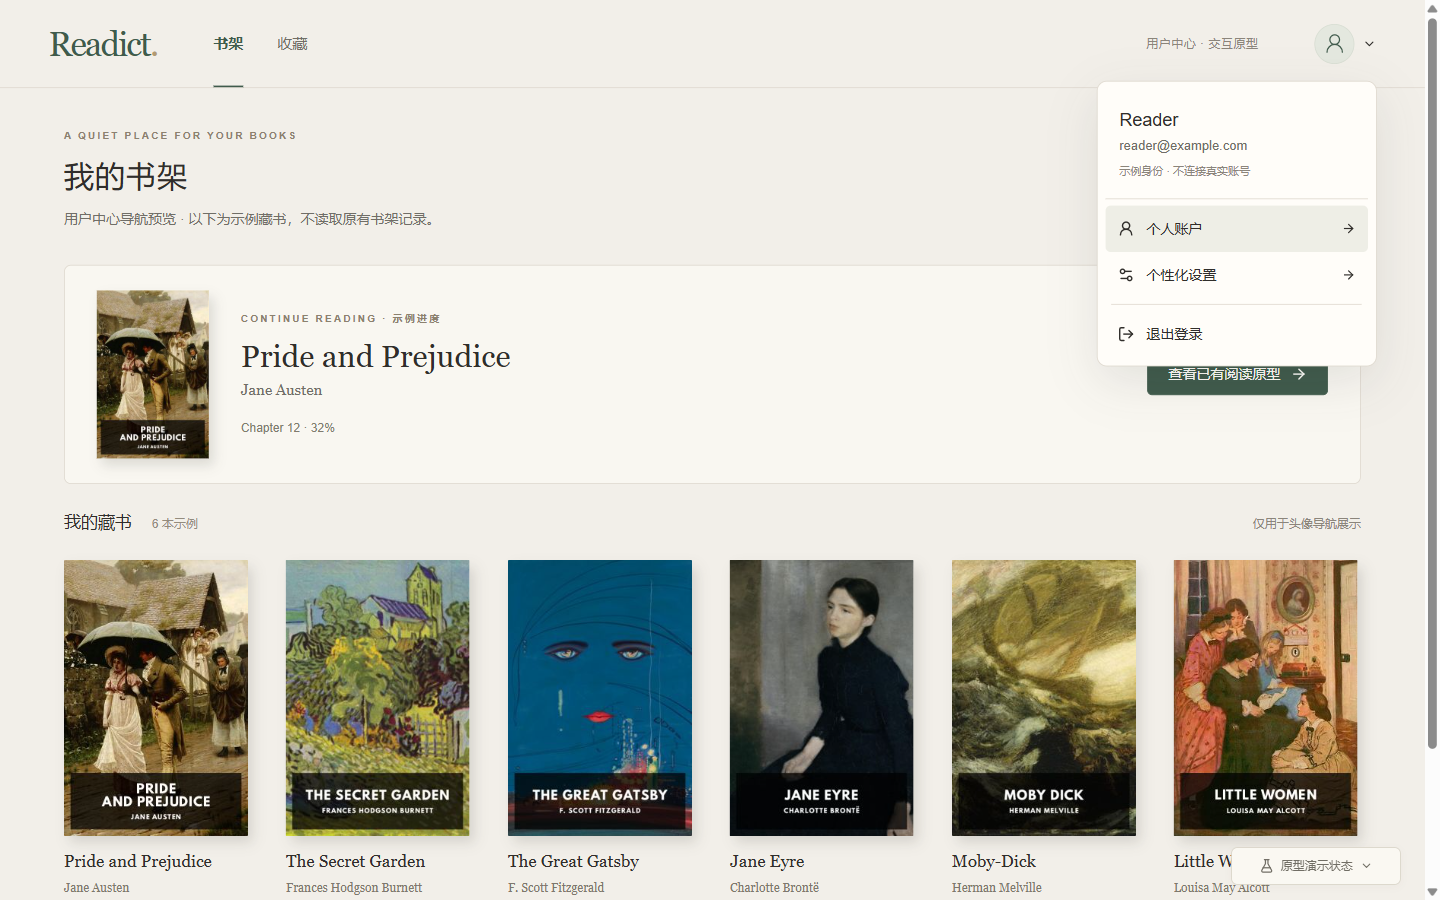 Readict.
书架
收藏
用户中心 · 交互原型
Reader
reader@example.com
示例身份 · 不连接真实账号
个人账户
个性化设置
退出登录
A QUIET PLACE FOR YOUR BOOKS
我的书架
用户中心导航预览 · 以下为示例藏书，不读取原有书架记录。
PRIDE
AND PREJUDICE
JANE AUSTEN
CONTINUE READING · 示例进度
Pride and Prejudice
Jane Austen
Chapter 12 · 32%
查看已有阅读原型
我的藏书
6 本示例
仅用于头像导航展示
PRIDE
AND PREJUDICE
JANE AUSTEN
THE SECRET GARDEN
FRANCES HODGSON BURNETT
THE GREAT GATSBY
F. SCOTT FITZGERALD
JANE EYRE
CHARLOTTE BRONTË
MOBY DICK
HERMAN MELVILLE
LITTLE WOMEN
LOUISA MAY ALCOTT
Pride and Prejudice
Jane Austen
The Secret Garden
Frances Hodgson Burnett
The Great Gatsby
F. Scott Fitzgerald
Jane Eyre
Charlotte Brontë
Moby-Dick
Herman Melville
Little W
Louisa May Alcott
原型演示状态